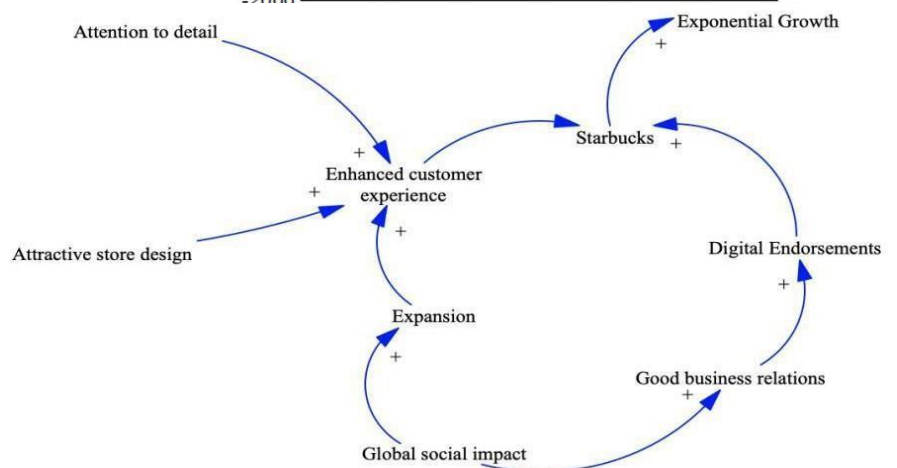 Attention to detail
Exponential Growth
+
Starbucks
+
+
Enhanced customer
experience
+
+
Attractive store design
Digital Endorsements
+
Expansion
+
Good business relations
+
Global social impact